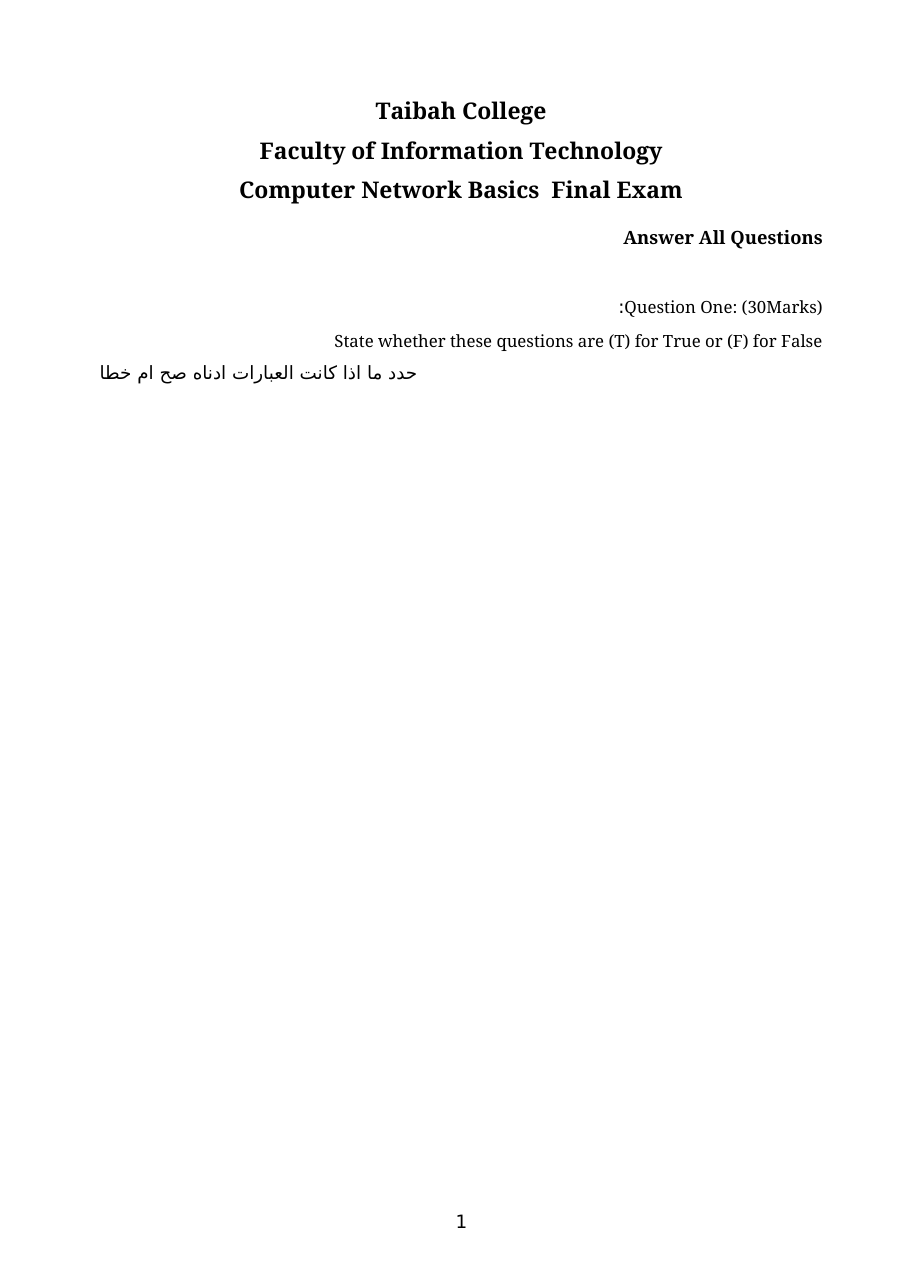 Taibah College
Faculty of Information Technology
Computer Network Basics  Final Exam
Answer All Questions
:Question One: (30Marks)
State whether these questions are (T) for True or (F) for False
حدد ما اذا كانت العبارات ادناه صح ام خطا
1